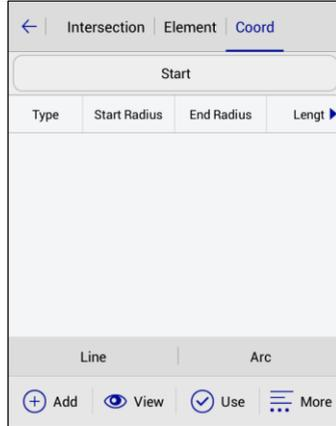 Intersection Element Coord
Start
Type Start Radius End Radius Lengt
Line Arc
Add View Use More